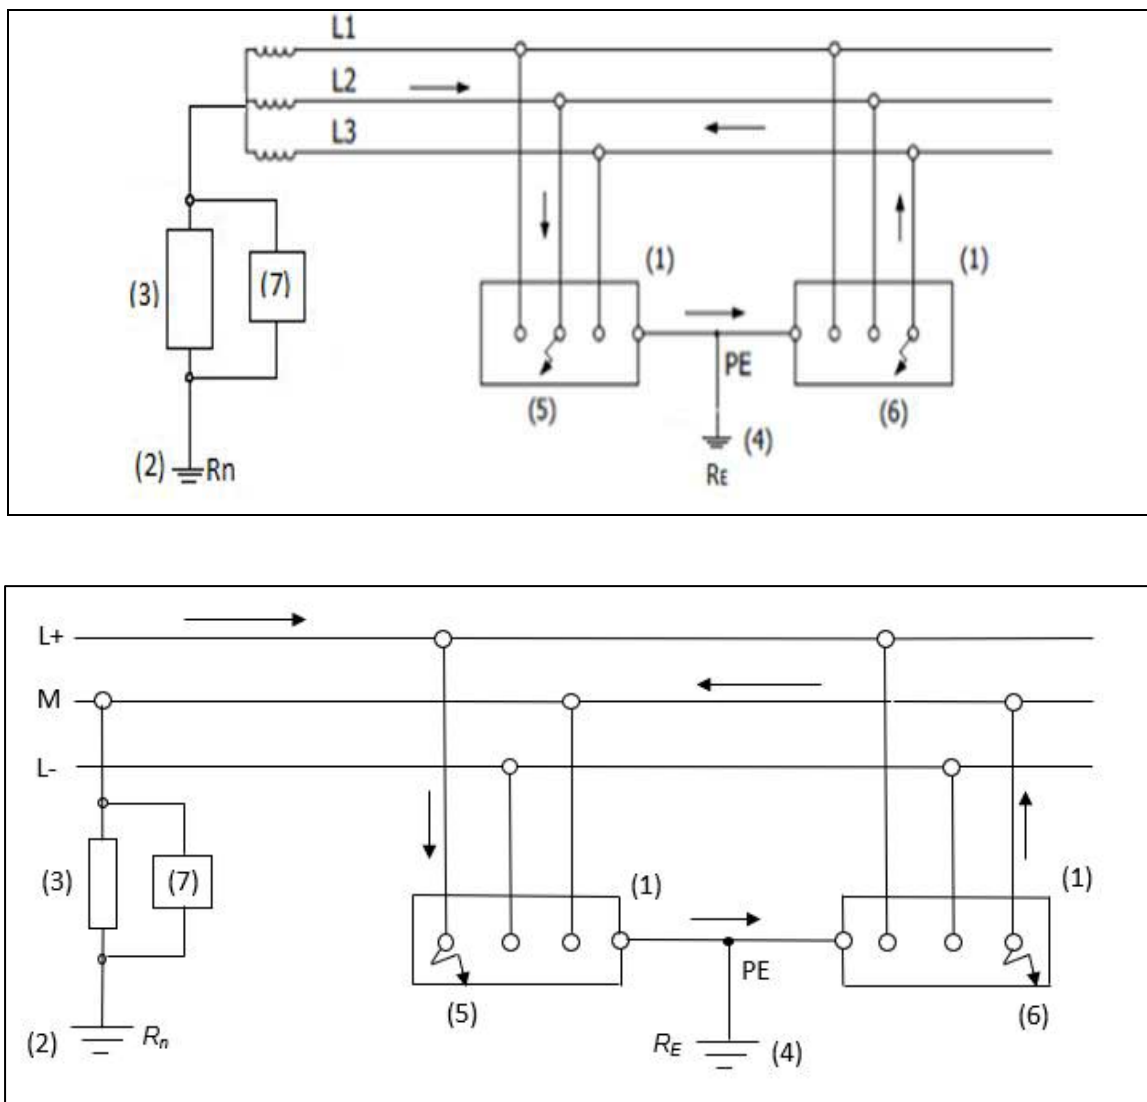 L1
L2
L3
(1) (1)
(3) (7)
PE
(5) (6)
(4)
(2) Rn RE
L+
M
L-
(3) (7) (1) (1)
PE
(5) (6)
(2) Rn RE (4)